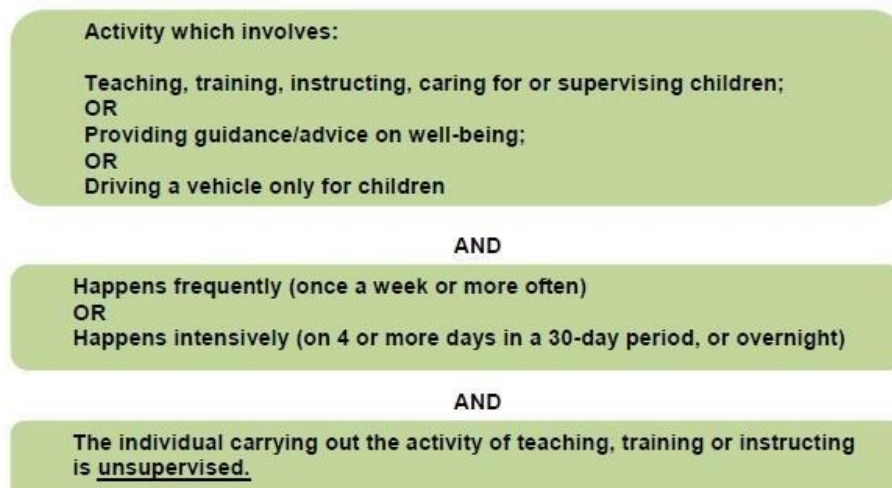 Activity which involves:
Teaching, training, instructing, caring for or supervising children;
OR
Providing guidance/advice on well-being;
OR
Driving a vehicle only for children
AND
Happens frequently (once a week or more often)
OR
Happens intensively (on 4 or more days in a 30-day period, or overnight)
AND
The individual carrying out the activity of teaching, training or instructing
is unsupervised.